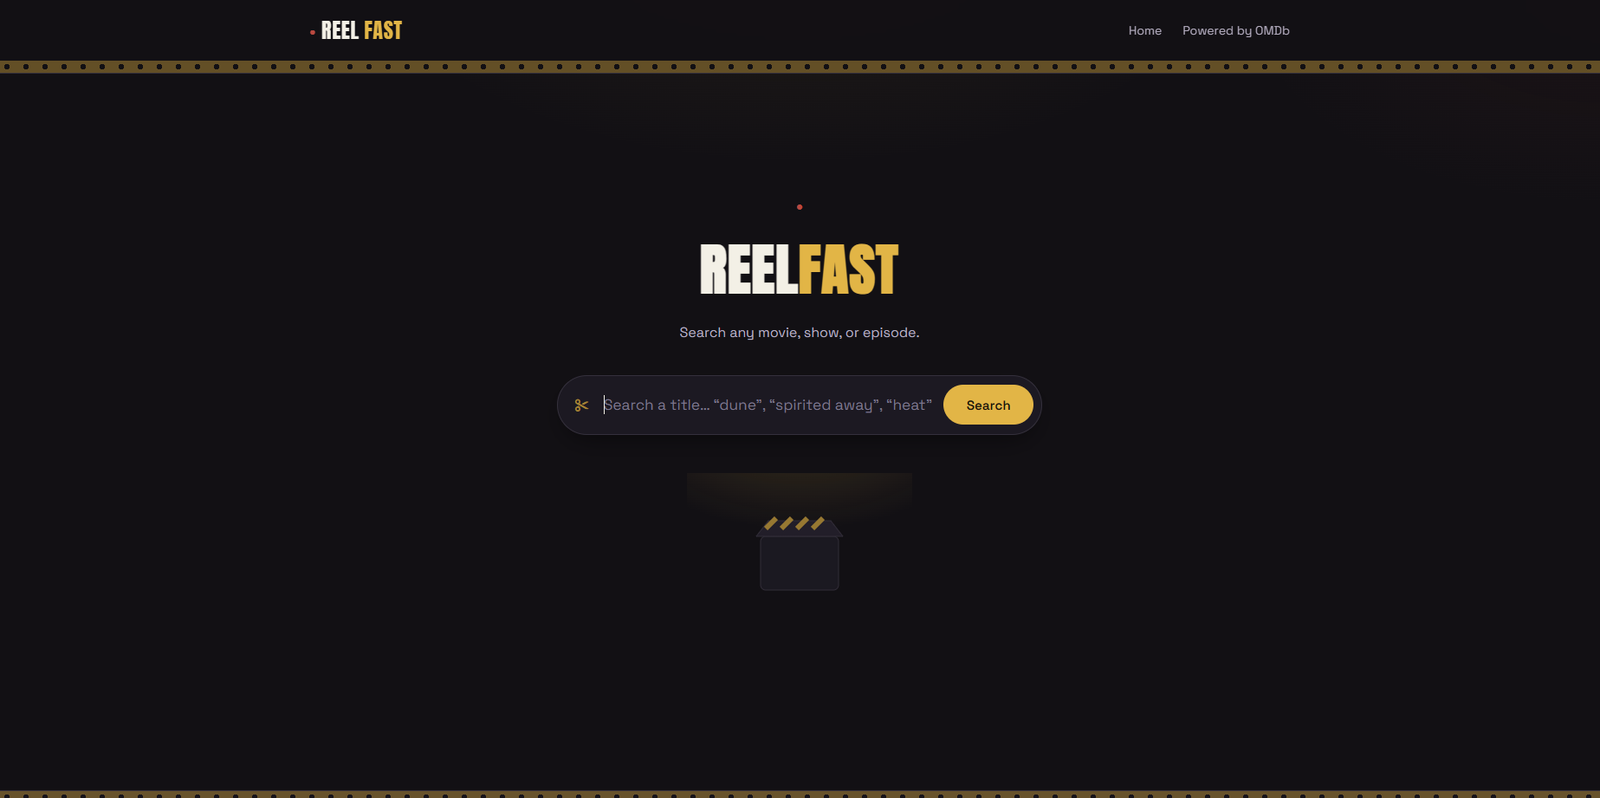 REEL FAST
Home
Powered by OMDb
REELFAST
Search any movie, show, or episode.
Search a title… “dune”, “spirited away”, “heat”
Search